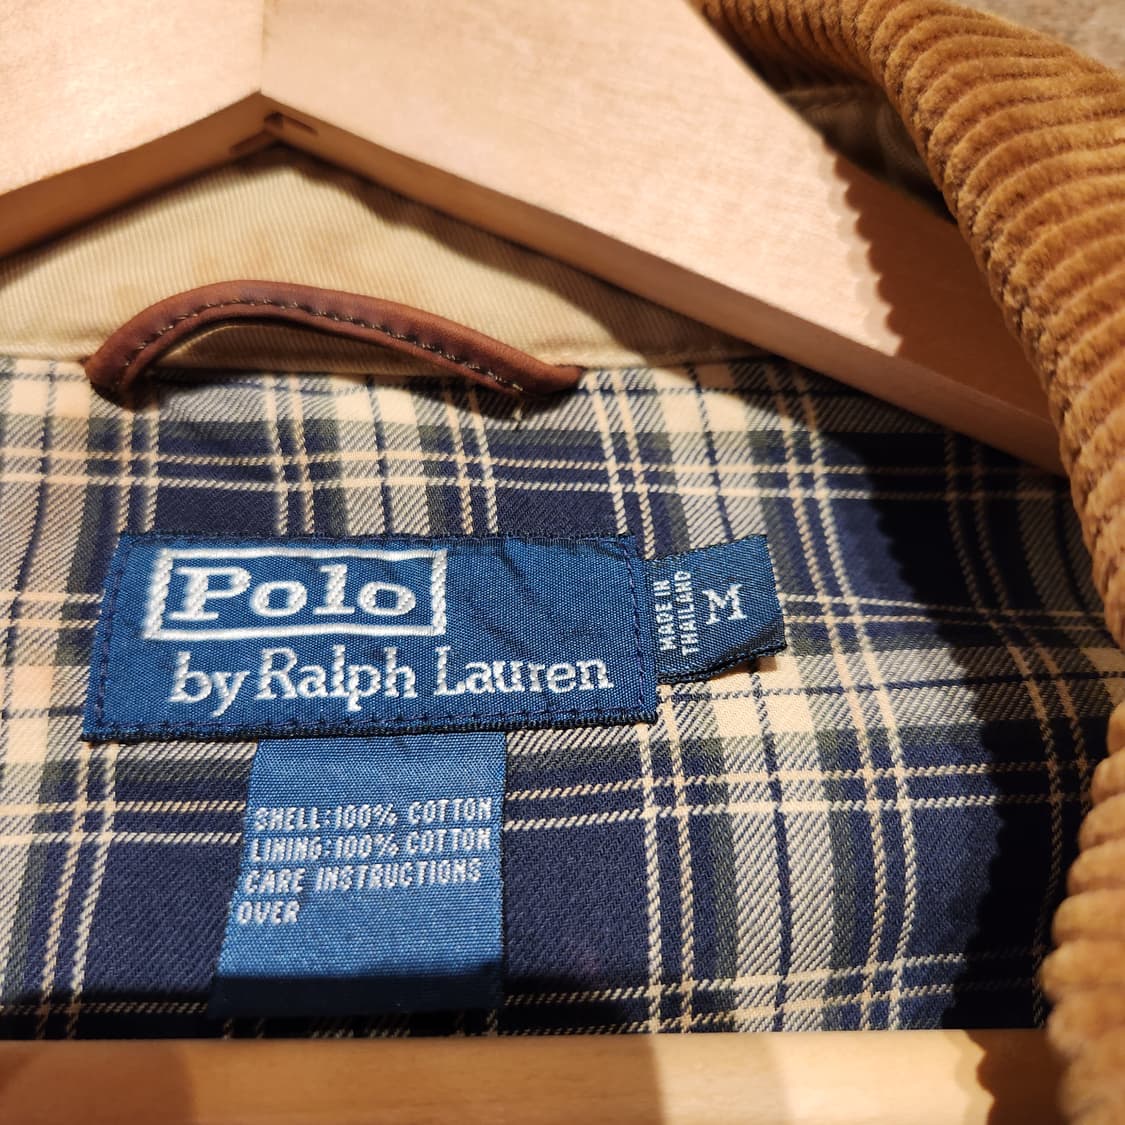 Polo
by Ralph Lauren
MADE IN
THAILAND
M
SHELL:100% COTTON
LINING:100% COTTON
CARE INSTRUCTIONS
OVER